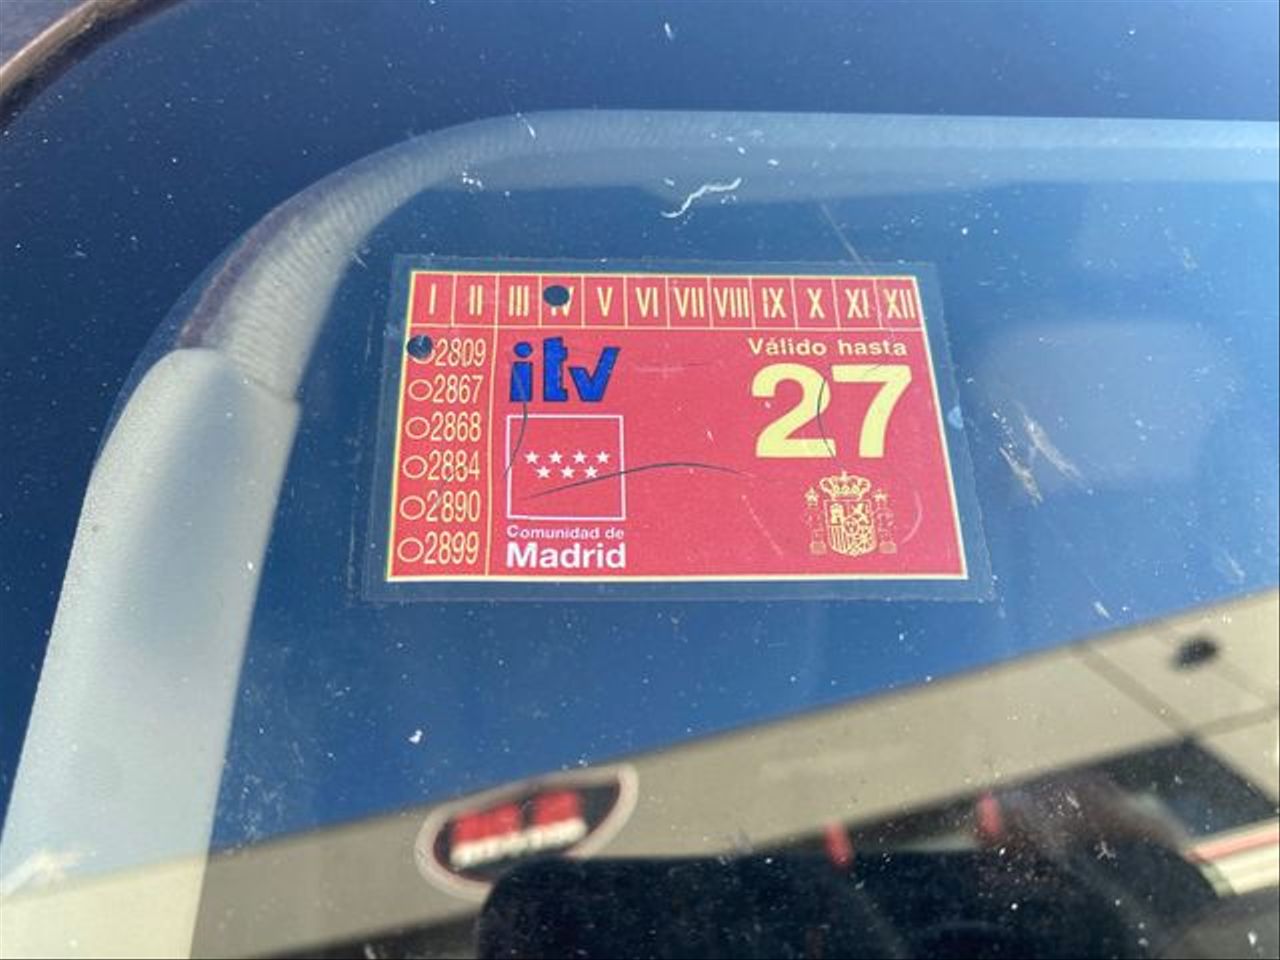 I II III IV V VI VII VIII IX X XI XII
2809
2867
2868
2884
2890
2899
itv
Comunidad de
Madrid
Válido hasta
27